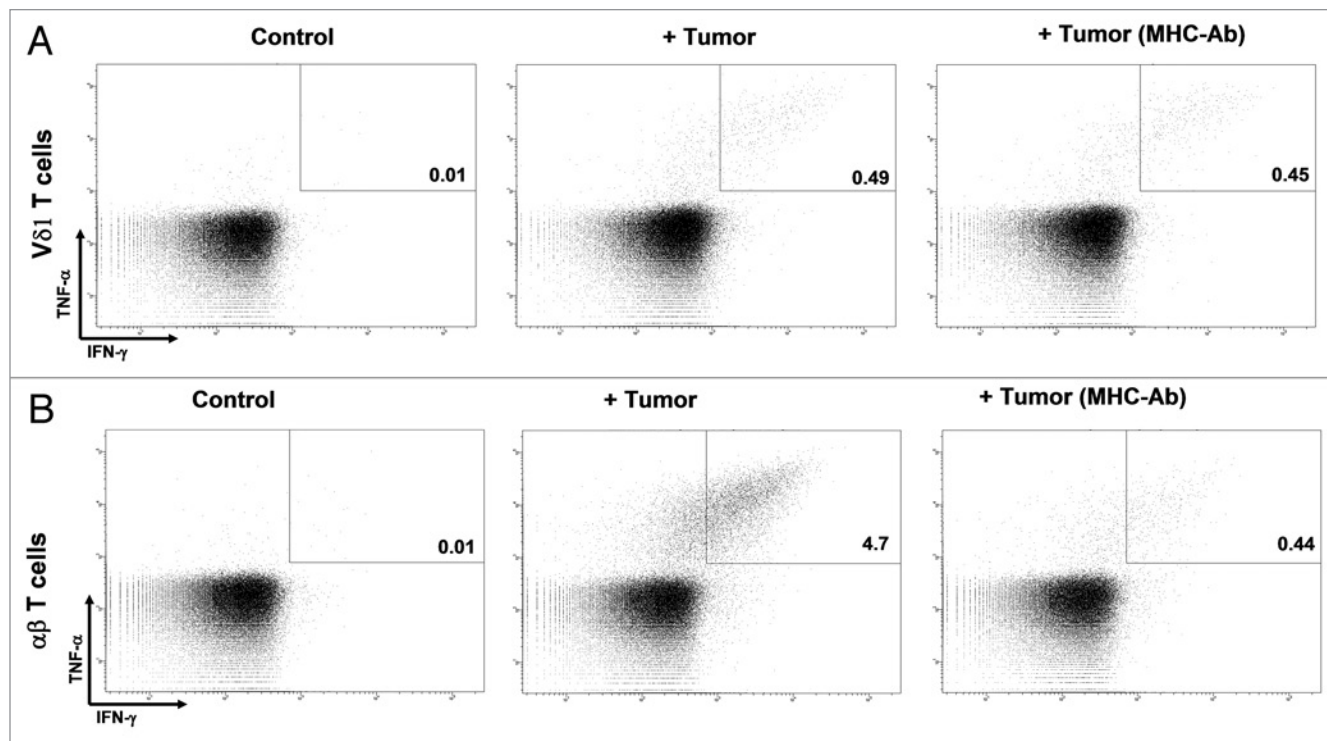 A
Control
+ Tumor
+ Tumor (MHC-Ab)
Vδ1 T cells
TNF-α
IFN-γ
0.01
0.49
0.45
B
Control
+ Tumor
+ Tumor (MHC-Ab)
αβ T cells
TNF-α
IFN-γ
0.01
4.7
0.44